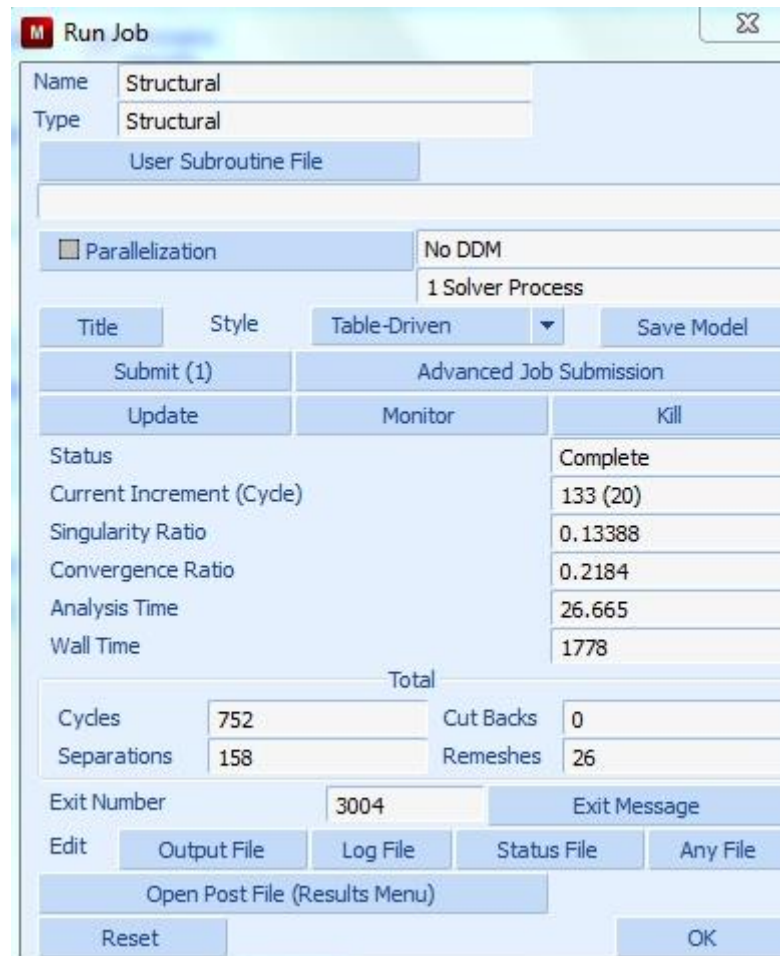 M Run Job
Name Structural
Type Structural
User Subroutine File
Parallelization No DDM
1 Solver Process
Title Style Table-Driven Save Model
Submit (1) Advanced Job Submission
Update Monitor Kill
Status Complete
Current Increment (Cycle) 133 (20)
Singularity Ratio 0.13388
Convergence Ratio 0.2184
Analysis Time 26.665
Wall Time 1778
Total
Cycles 752 Cut Backs 0
Separations 158 Remeshes 26
Exit Number 3004 Exit Message
Edit Output File Log File Status File Any File
Open Post File (Results Menu)
Reset OK